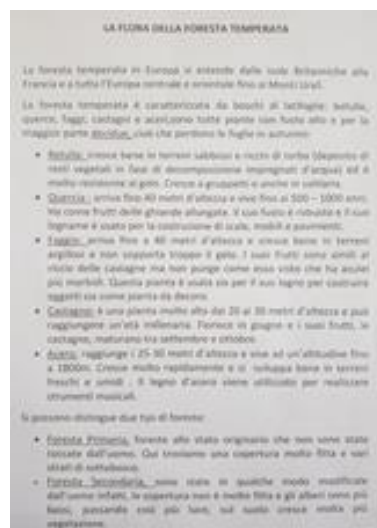 LA FLORA DELLA FORESTA TEMPERATA
La foresta temperata in Europa si estende dalle isole Britanniche alla
Francia e a tutta l'Europa centrale e orientale fino ai Monti Urali.
La foresta temperata è caratterizzata da boschi di latifoglie: betulle,
querce, faggi, castagni e aceri, sono tutte piante con fusto alto e per la
maggior parte decidue, cioè che perdono le foglie in autunno:
• Betulla: cresce bene in terreni sabbiosi e ricchi di torba (deposito di
resti vegetali in fase di decomposizione impregnati d'acqua) ed è
molto resistente al gelo. Cresce a gruppetti e anche in solitaria.
• Quercia: arriva fino 40 metri d'altezza e vive fino ai 500 – 1000 anni.
Ha come frutti delle ghiande allungate. Il suo fusto è robusto e il suo
legname è usato per la costruzione di scale, mobili e pavimenti.
• Faggio: arriva fino a 40 metri d'altezza e cresce bene in terreni
argillosi e non sopporta troppo il gelo. I suoi frutti sono simili al
riccio delle castagne ma non punge come esso visto che ha aculei
più morbidi. Questa pianta è usata sia per il suo legno per costruire
oggetti sia come pianta da decoro.
• Castagno: è una pianta molto alta dai 20 ai 30 metri d'altezza e può
raggiungere un'età millenaria. Fiorisce in giugno e i suoi frutti, le
castagne, maturano tra settembre e ottobre.
• Acero: raggiunge i 25-30 metri d'altezza e vive ad un'altitudine fino
a 1800m. Cresce molto rapidamente e si sviluppa bene in terreni
freschi e umidi. Il legno d'acero viene utilizzato per realizzare
strumenti musicali.
Si possono distingue due tipi di foreste:
• Foresta Primaria, foreste allo stato originario che non sono state
toccate dall'uomo. Qui troviamo una copertura molto fitta e vari
strati di sottobosco.
- Foresta Secondaria, sono state in qualche modo modificate
dall'uomo infatti, la copertura non è molto fitta e gli alberi sono più
bassi, passando così più luce, sul suolo cresce molta più
vegetazione.